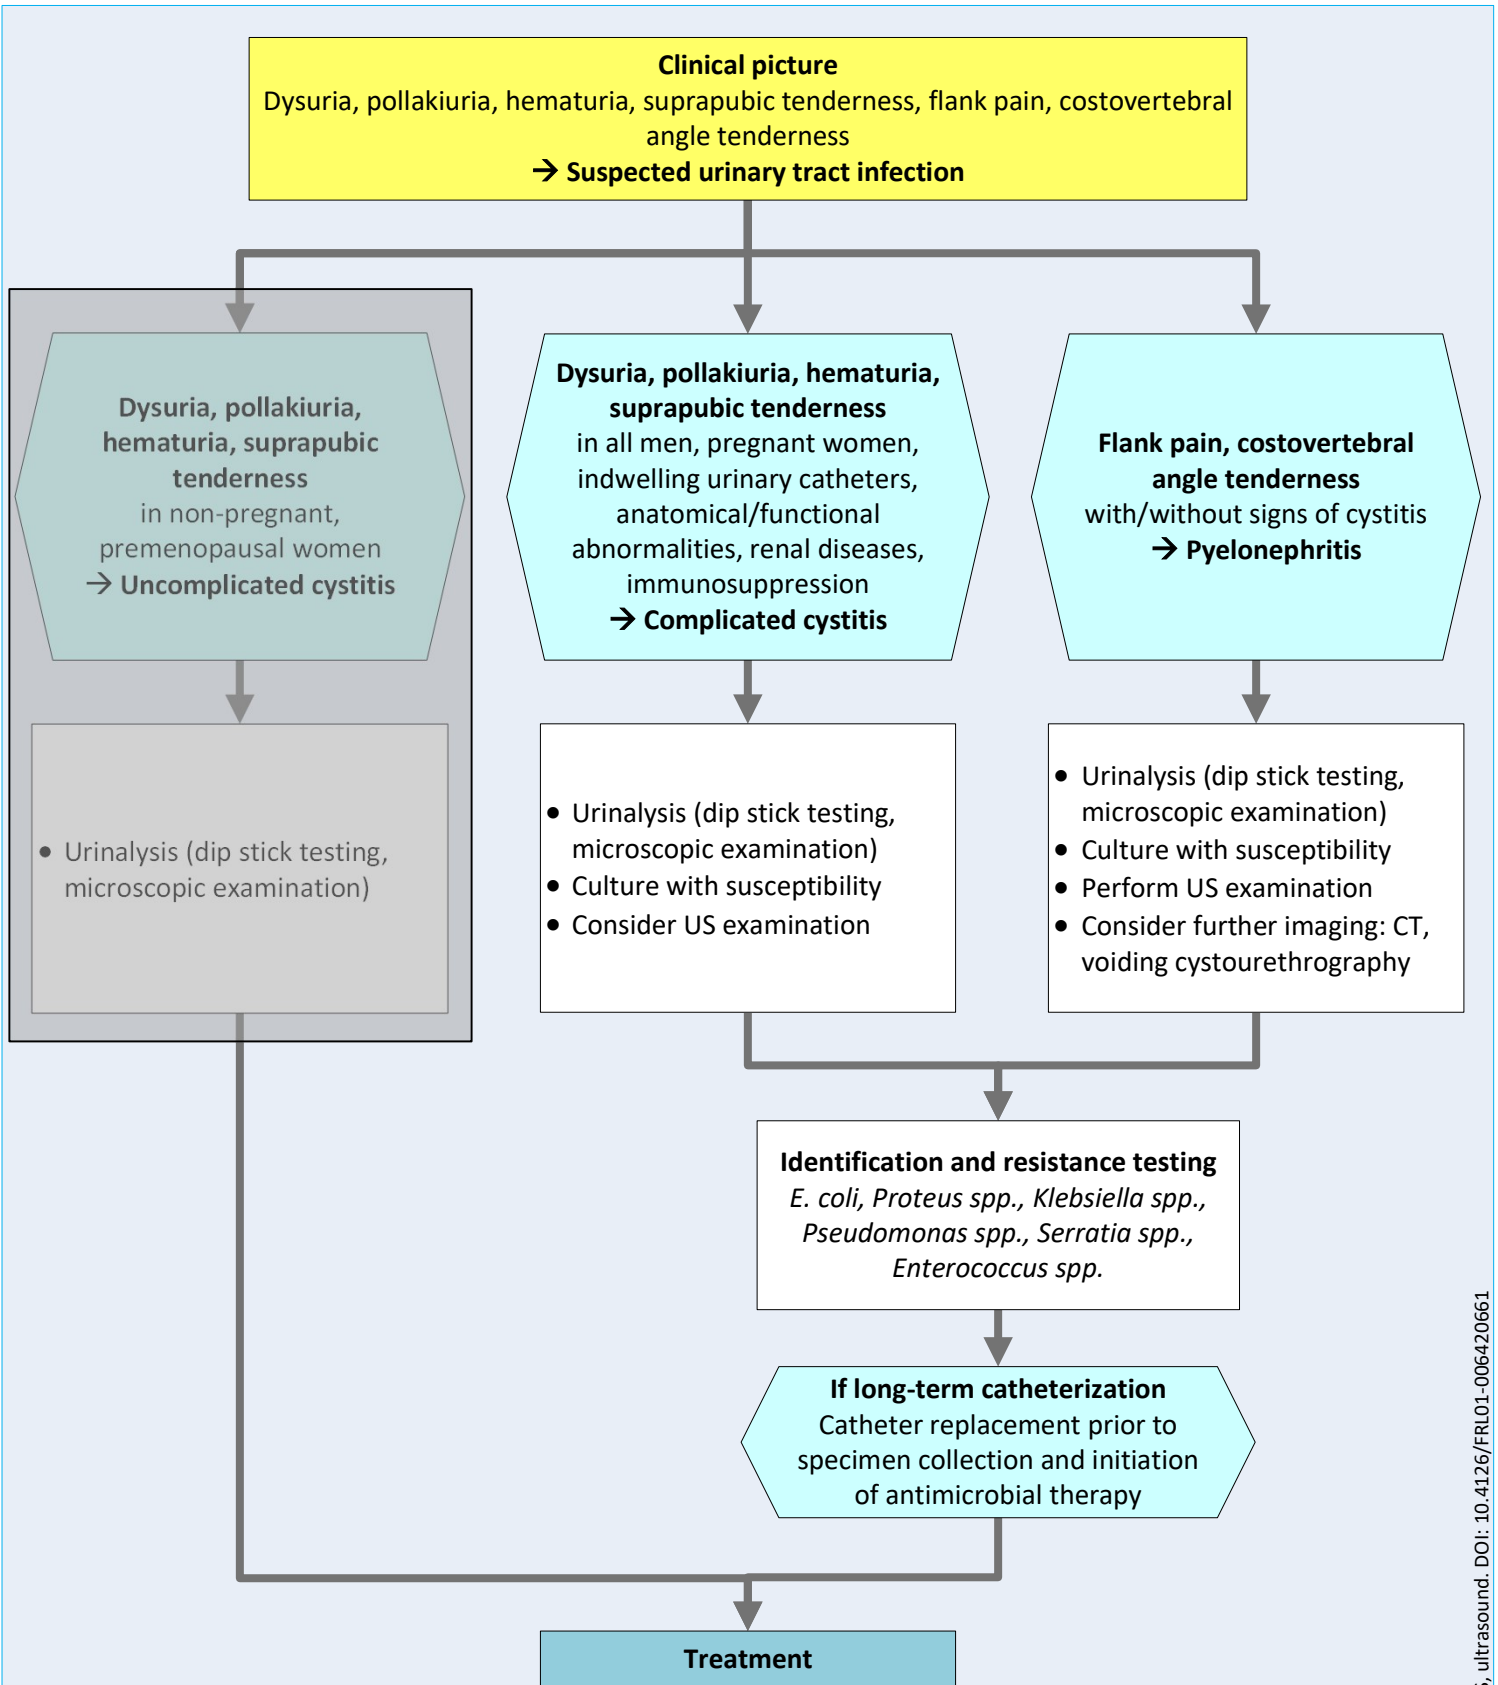 Clinical picture
Dysuria, pollakiuria, hematuria, suprapubic tenderness, flank pain, costovertebral
angle tenderness
→ Suspected urinary tract infection
Dysuria, pollakiuria,
hematuria, suprapubic
tenderness
in non-pregnant,
premenopausal women
→ Uncomplicated cystitis
Dysuria, pollakiuria, hematuria,
suprapubic tenderness
in all men, pregnant women,
indwelling urinary catheters,
anatomical/functional
abnormalities, renal diseases,
immunosuppression
→ Complicated cystitis
Flank pain, costovertebral
angle tenderness
with/without signs of cystitis
→ Pyelonephritis
• Urinalysis (dip stick testing,
microscopic examination)
• Urinalysis (dip stick testing,
microscopic examination)
• Culture with susceptibility
• Consider US examination
• Urinalysis (dip stick testing,
microscopic examination)
• Culture with susceptibility
• Perform US examination
• Consider further imaging: CT,
voiding cystourethrography
Identification and resistance testing
E. coli, Proteus spp., Klebsiella spp.,
Pseudomonas spp., Serratia spp.,
Enterococcus spp.
If long-term catheterization
Catheter replacement prior to
specimen collection and initiation
of antimicrobial therapy
Treatment
, ultrasound. DOI: 10.4126/FRL01-006420661